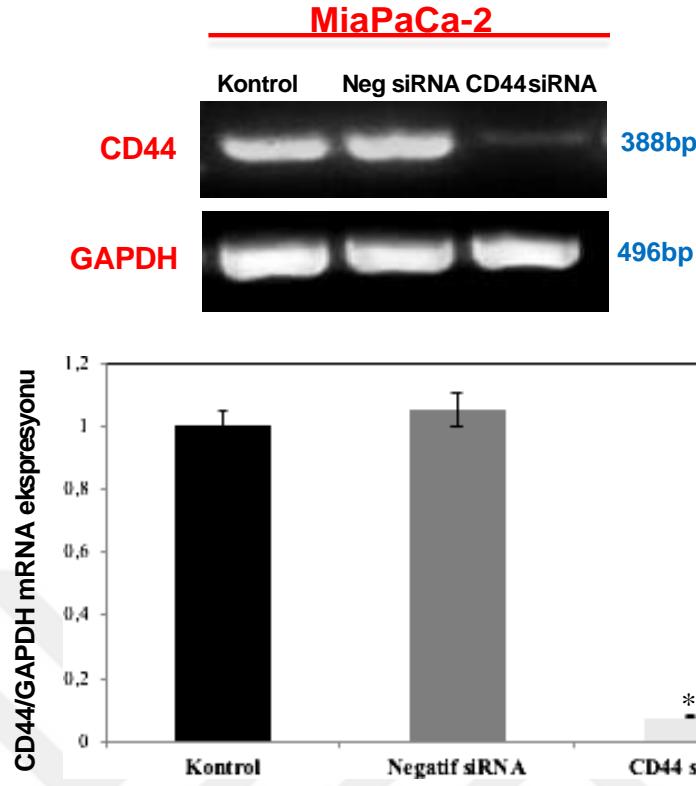 MiaPaCa-2
Kontrol Neg siRNA CD44siRNA
CD44 388bp
GAPDH 496bp
CD44/GAPDH mRNA ekspresyonu
1,2
1
0,8
0,6
0,4
0,2
0
*
Kontrol Negatif siRNA CD44 s